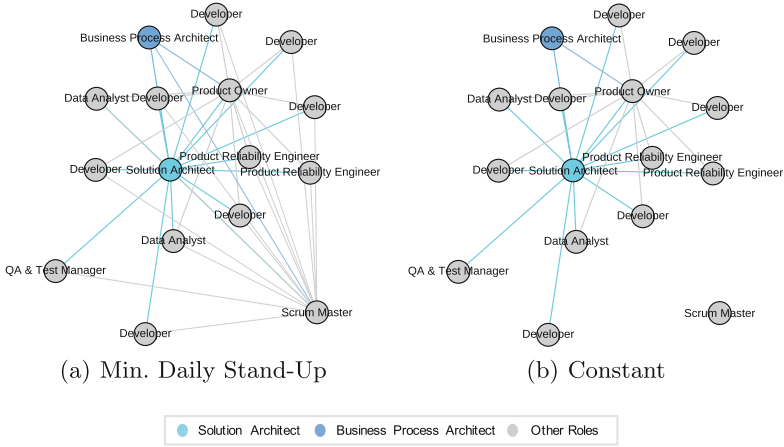 Developer
Business Process Architect
Developer
Product Owner
Data Analyst
Developer
Developer
Product Reliability Engineer
Developer
Solution Architect
Product Reliability Engineer
Developer
Data Analyst
QA & Test Manager
Scrum Master
Developer
(a) Min. Daily Stand-Up
Developer
Business Process Architect
Developer
Product Owner
Data Analyst
Developer
Developer
Product Reliability Engineer
Developer
Solution Architect
Product Reliability Engineer
Developer
Data Analyst
QA & Test Manager
Scrum Master
Developer
(b) Constant
Solution Architect Business Process Architect Other Roles